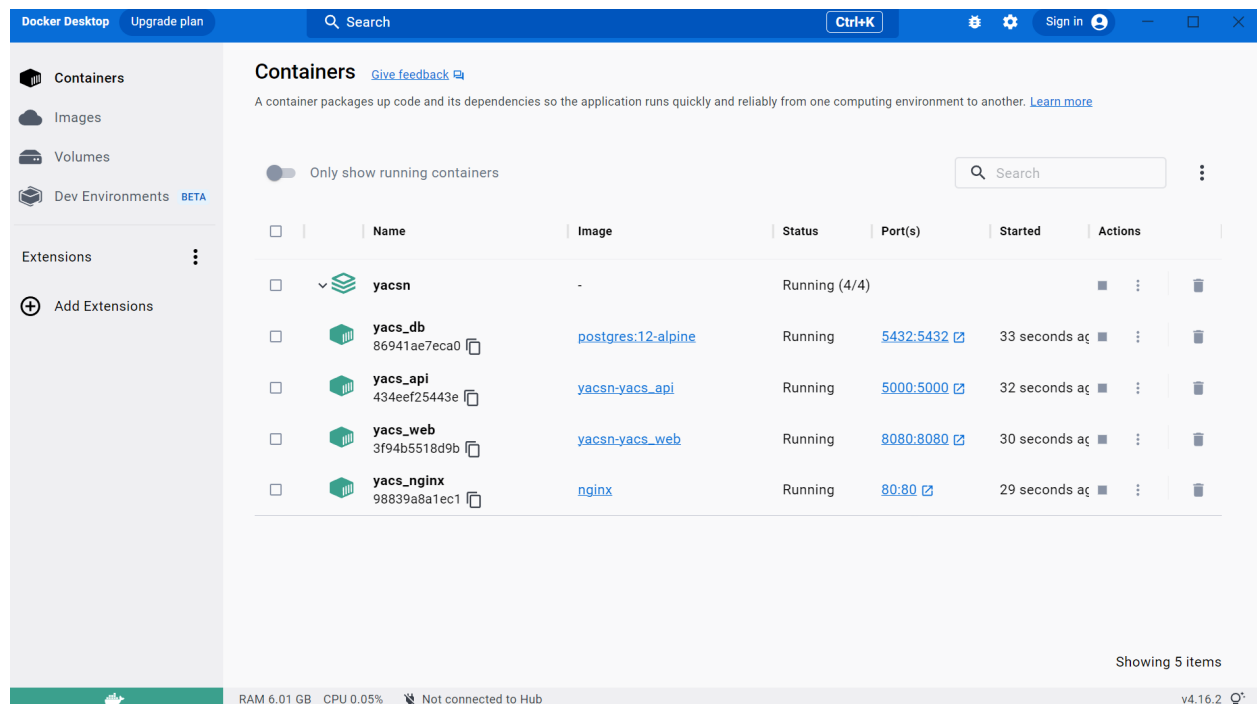 Docker Desktop Upgrade plan Search Ctrl+K Sign in
Containers
Images
Volumes
Dev Environments BETA
Extensions
Add Extensions
Containers Give feedback
A container packages up code and its dependencies so the application runs quickly and reliably from one computing environment to another. Learn more
Only show running containers Search
Name Image Status Port(s) Started Actions
yacsn - Running (4/4)
yacs_db
86941ae7eca0 postgres:12-alpine Running 5432:5432 33 seconds ag
yacs_api
434eef25443e yacsn-yacs_api Running 5000:5000 32 seconds ag
yacs_web
3f94b5518d9b yacsn-yacs_web Running 8080:8080 30 seconds ag
yacs_nginx
98839a8a1ec1 nginx Running 80:80 29 seconds ag
Showing 5 items
RAM 6.01 GB CPU 0.05% Not connected to Hub v4.16.2